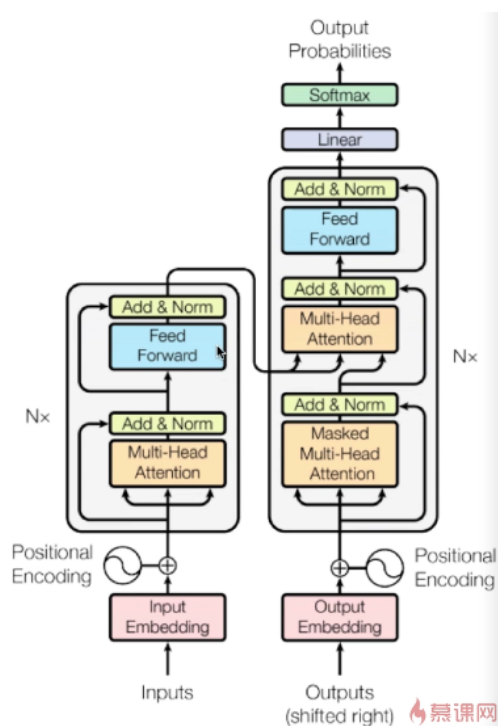 Output
Probabilities
Softmax
Linear
Add & Norm
Feed
Forward
Add & Norm
Multi-Head
Attention
Nx
Add & Norm
Masked
Multi-Head
Attention
Add & Norm
Feed
Forward
Nx
Add & Norm
Multi-Head
Attention
Positional
Encoding
Positional
Encoding
Input
Embedding
Output
Embedding
Inputs
Outputs
(shifted right)
慕课网